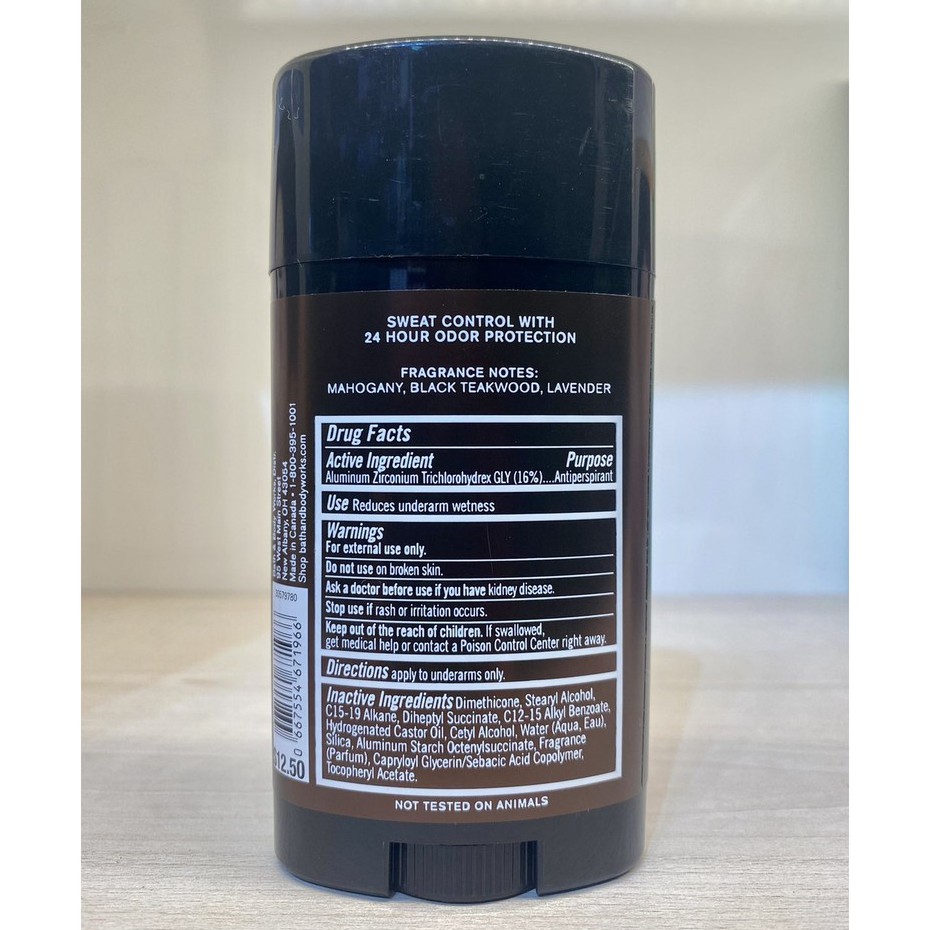 SWEAT CONTROL WITH
24 HOUR ODOR PROTECTION
FRAGRANCE NOTES:
MAHOGANY, BLACK TEAKWOOD, LAVENDER
Drug Facts
Active Ingredient Purpose
Aluminum Zirconium Trichlorohydrex GLY (16%)....Antiperspirant
Use Reduces underarm wetness
Warnings
For external use only.
Do not use on broken skin.
Ask a doctor before use if you have kidney disease.
Stop use if rash or irritation occurs.
Keep out of the reach of children. If swallowed,
get medical help or contact a Poison Control Center right away.
Directions apply to underarms only.
Inactive Ingredients Dimethicone, Stearyl Alcohol,
C15-19 Alkane, Diheptyl Succinate, C12-15 Alkyl Benzoate,
Hydrogenated Castor Oil, Cetyl Alcohol, Water (Aqua, Eau),
Silica, Aluminum Starch Octenylsuccinate, Fragrance
(Parfum), Capryloyl Glycerin/Sebacic Acid Copolymer,
Tocopheryl Acetate.
NOT TESTED ON ANIMALS
95 West Main Street
New Albany, OH 43054
Made in Canada • 1-800-395-1001
Shop bathandbodyworks.com
0 667554 671966
$12.50